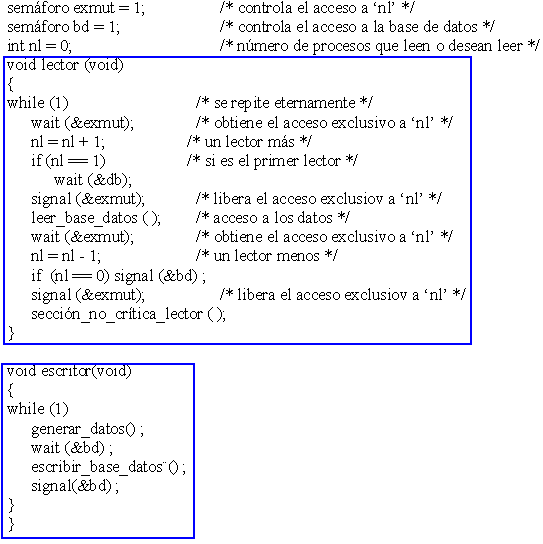 semáforo exmut = 1; /* controla el acceso a ‘nl’ */
semáforo bd = 1; /* controla el acceso a la base de datos */
int nl = 0; /* número de procesos que leen o desean leer */
void lector (void)
{
while (1) /* se repite eternamente */
wait (&exmut); /* obtiene el acceso exclusivo a ‘nl’ */
nl = nl + 1; /* un lector más */
if (nl == 1) /* si es el primer lector */
wait (&db);
signal (&exmut); /* libera el acceso exclusiov a ‘nl’ */
leer_base_datos ( ); /* acceso a los datos */
wait (&exmut); /* obtiene el acceso exclusivo a ‘nl’ */
nl = nl - 1; /* un lector menos */
if (nl == 0) signal (&bd) ;
signal (&exmut); /* libera el acceso exclusiov a ‘nl’ */
sección_no_crítica_lector ( );
}
void escritor(void)
{
while (1)
generar_datos() ;
wait (&bd) ;
escribir_base_datos¨() ;
signal(&bd) ;
}
}